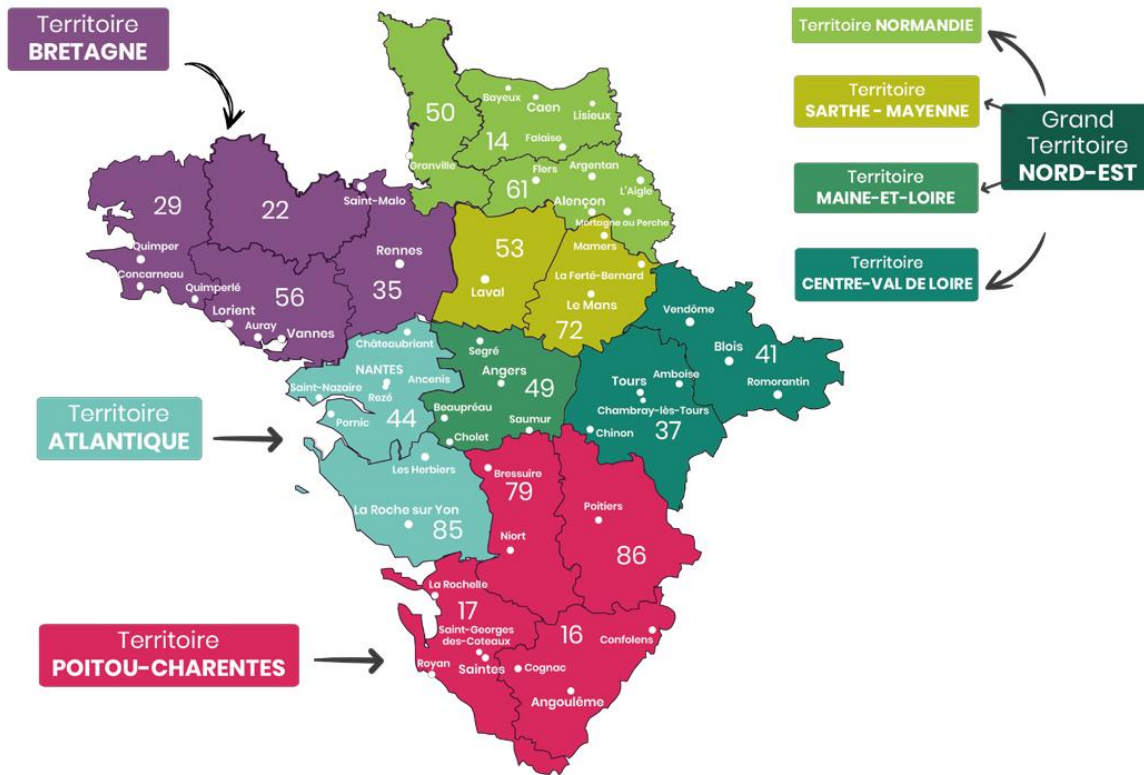 Territoire
BRETAGNE
Territoire NORMANDIE
Territoire
SARTHE - MAYENNE
Grand
Territoire
NORD-EST
Territoire
MAINE-ET-LOIRE
Territoire
CENTRE-VAL DE LOIRE
50
Bayeux
Caen
Lisieux
14
Falaise
Granville
Flers
Argentan
61
L'Aigle
Alençon
Mortagne au Perche
29
22
Saint-Malo
Quimper
Concarneau
Quimperlé
56
Rennes
35
Lorient
Auray
Vannes
53
Laval
Mamers
La Ferté-Bernard
Le Mans
72
Vendôme
Blois
41
Romorantin
Tours
Amboise
Chambray-lès-Tours
Chinon
37
Châteaubriant
NANTES
Ancenis
Saint-Nazaire
Rezé
Pornic
44
Segré
Angers
49
Beaupréau
Saumur
Cholet
Territoire
ATLANTIQUE
Les Herbiers
La Roche sur Yon
85
Bressuire
79
Niort
Poitiers
86
La Rochelle
17
Saint-Georges
des-Coteaux
Saintes
Royan
16
Confolens
Cognac
Angoulême
Territoire
POITOU-CHARENTES